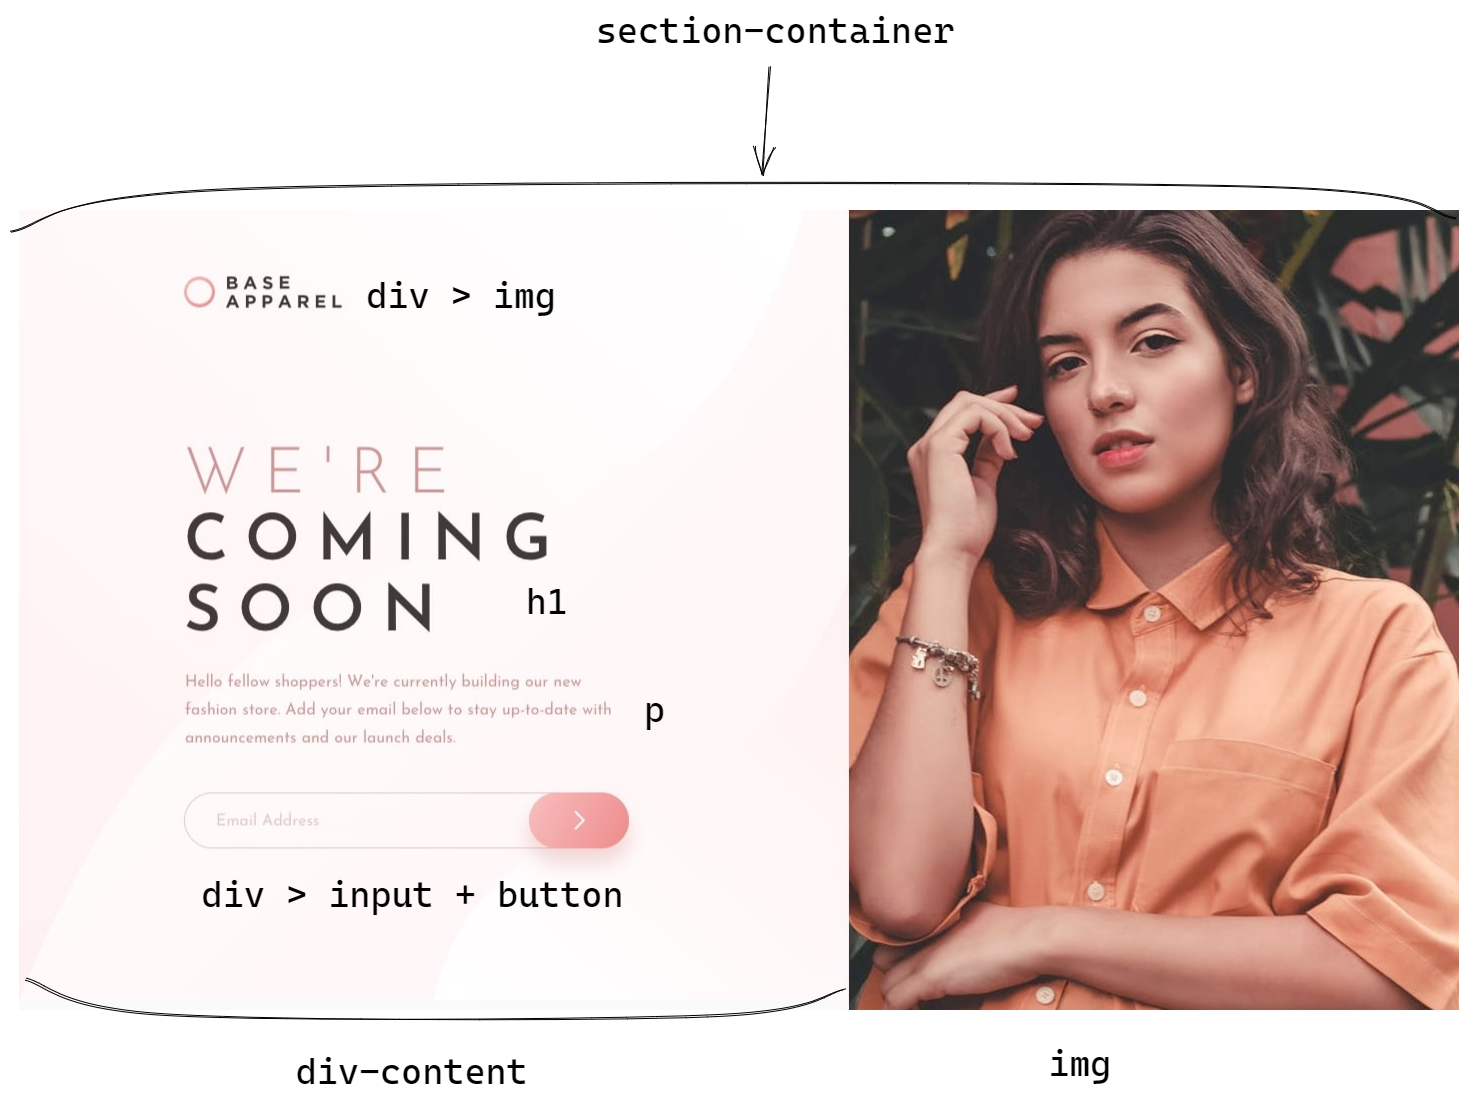 section-container
BASE
APPAREL
div > img
WE'RE
COMING
SOON
h1
Hello fellow shoppers! We're currently building our new
fashion store. Add your email below to stay up-to-date with
announcements and our launch deals.
p
Email Address
div > input + button
div-content
img